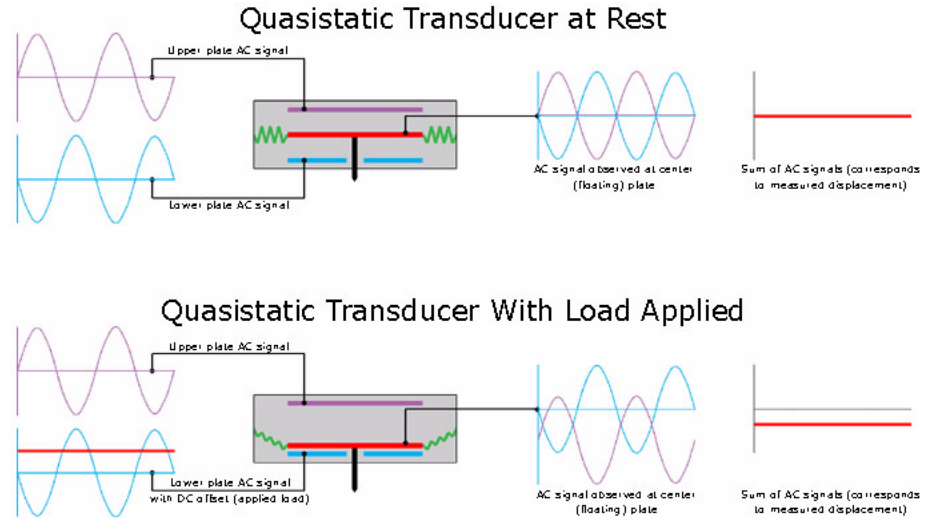 Quasistatic Transducer at Rest
Upper plate AC signal
Lower plate AC signal
AC signal observed at center
(floating) plate
Sum of AC signals (corresponds
to measured displacement)
Quasistatic Transducer With Load Applied
Upper plate AC signal
Lower plate AC signal
with DC offset (applied load)
AC signal observed at center
(floating) plate
Sum of AC signals (corresponds
to measured displacement)